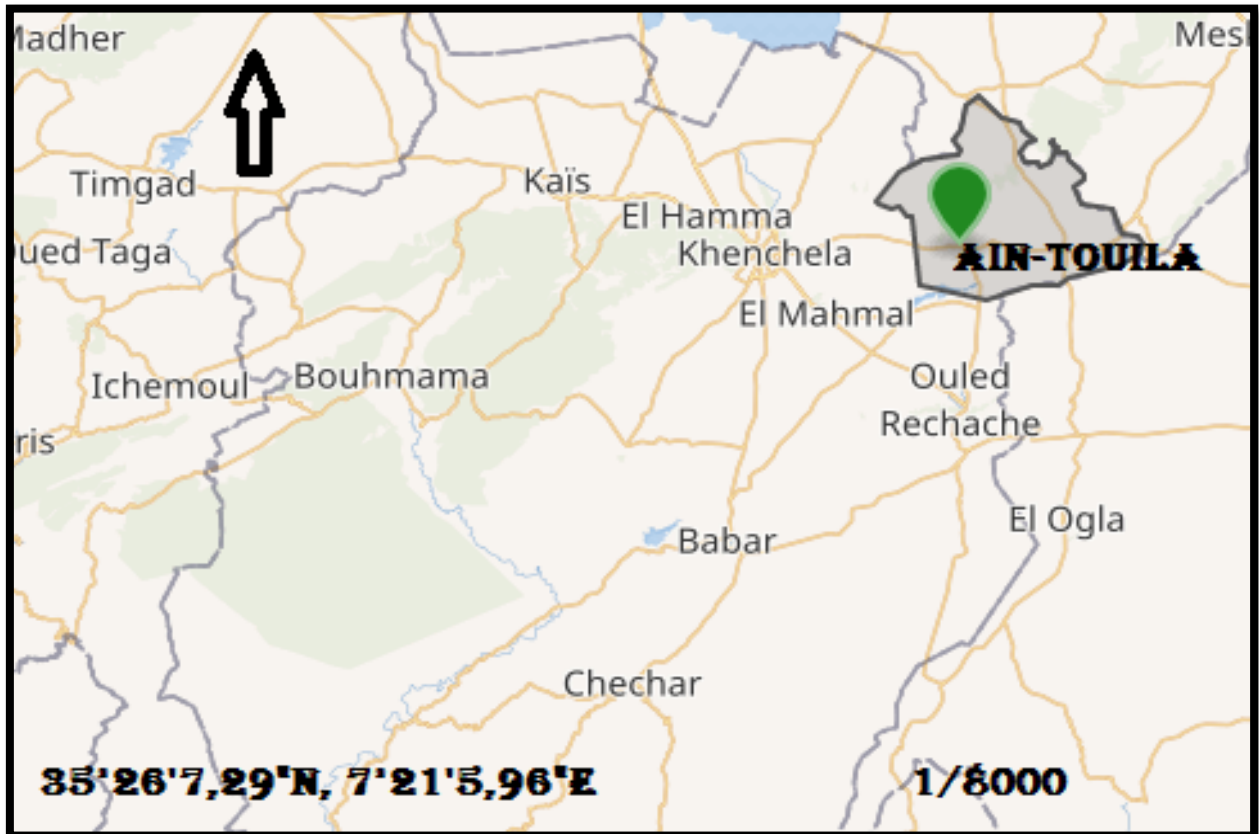 Madher
Mes
Timgad
Kaïs
El Hamma
Oued Taga
Khenchela
AIN-TOUILA
El Mahmal
Ichemoul
Bouhmama
Ouled
Rechache
ris
El Ogla
Babar
Chechar
35'26'7,29"N, 7'21'5,96"E
1/8000